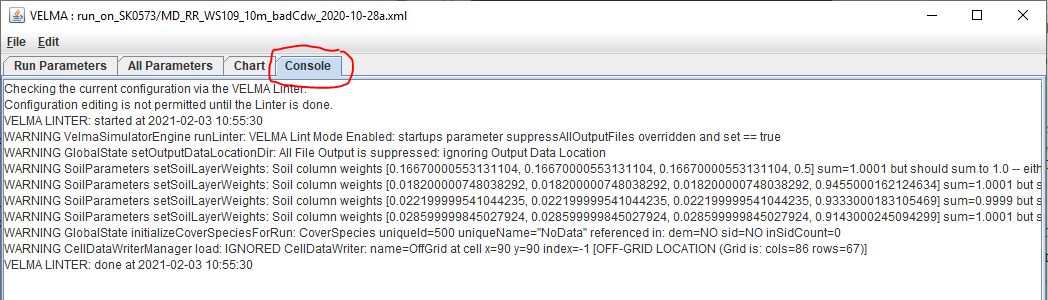 VELMA : run_on_SK0573/MD_RR_WS109_10m_badCdw_2020-10-28a.xml
File Edit
Run Parameters All Parameters Chart Console
Checking the current configuration via the VELMA Linter.
Configuration editing is not permitted until the Linter is done.
VELMA LINTER: started at 2021-02-03 10:55:30
WARNING VelmaSimulatorEngine runLinter: VELMA Lint Mode Enabled: startups parameter suppressAllOutputFiles overridden and set == true
WARNING GlobalState setOutputDataLocationDir: All File Output is suppressed: ignoring Output Data Location
WARNING SoilParameters setSoilLayerWeights: Soil column weights [0.16670000553131104, 0.16670000553131104, 0.16670000553131104, 0.5] sum=1.0001 but should sum to 1.0 -- eith
WARNING SoilParameters setSoilLayerWeights: Soil column weights [0.018200000748038292, 0.018200000748038292, 0.018200000748038292, 0.9455000162124634] sum=1.0001 but s
WARNING SoilParameters setSoilLayerWeights: Soil column weights [0.022199999541044235, 0.022199999541044235, 0.022199999541044235, 0.9333000183105469] sum=0.9999 but s
WARNING SoilParameters setSoilLayerWeights: Soil column weights [0.028599999845027924, 0.028599999845027924, 0.028599999845027924, 0.9143000245094299] sum=1.0001 but s
WARNING GlobalState initializeCoverSpeciesForRun: CoverSpecies uniqueId=500 uniqueName="NoData" referenced in: dem=NO sid=NO inSidCount=0
WARNING CellDataWriterManager load: IGNORED CellDataWriter: name=OffGrid at cell x=90 y=90 index=-1 [OFF-GRID LOCATION (Grid is: cols=86 rows=67)]
VELMA LINTER: done at 2021-02-03 10:55:30